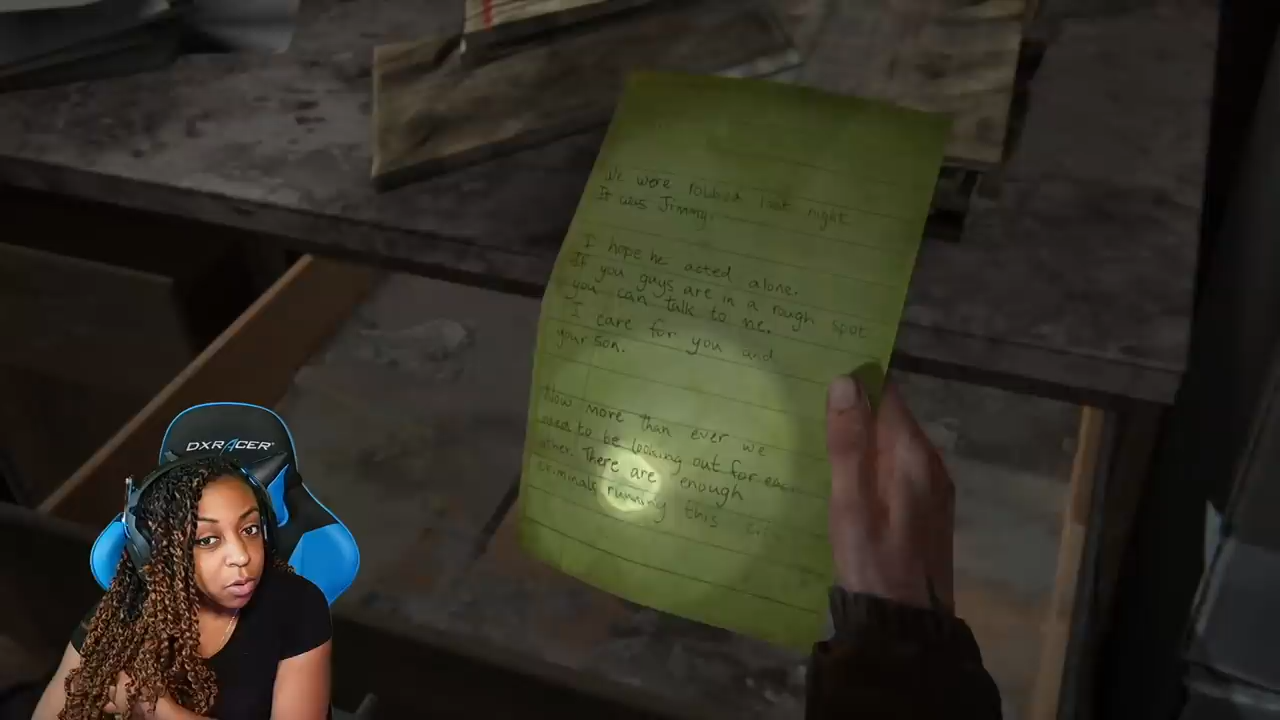 We were robbed last night
It was Jimmy.
I hope he acted alone.
If you guys are in a rough spot
you can talk to me.
I care for you and
your son.
Now more than ever we
need to be looking out for each
other. There are enough
criminals running this
DXRACER